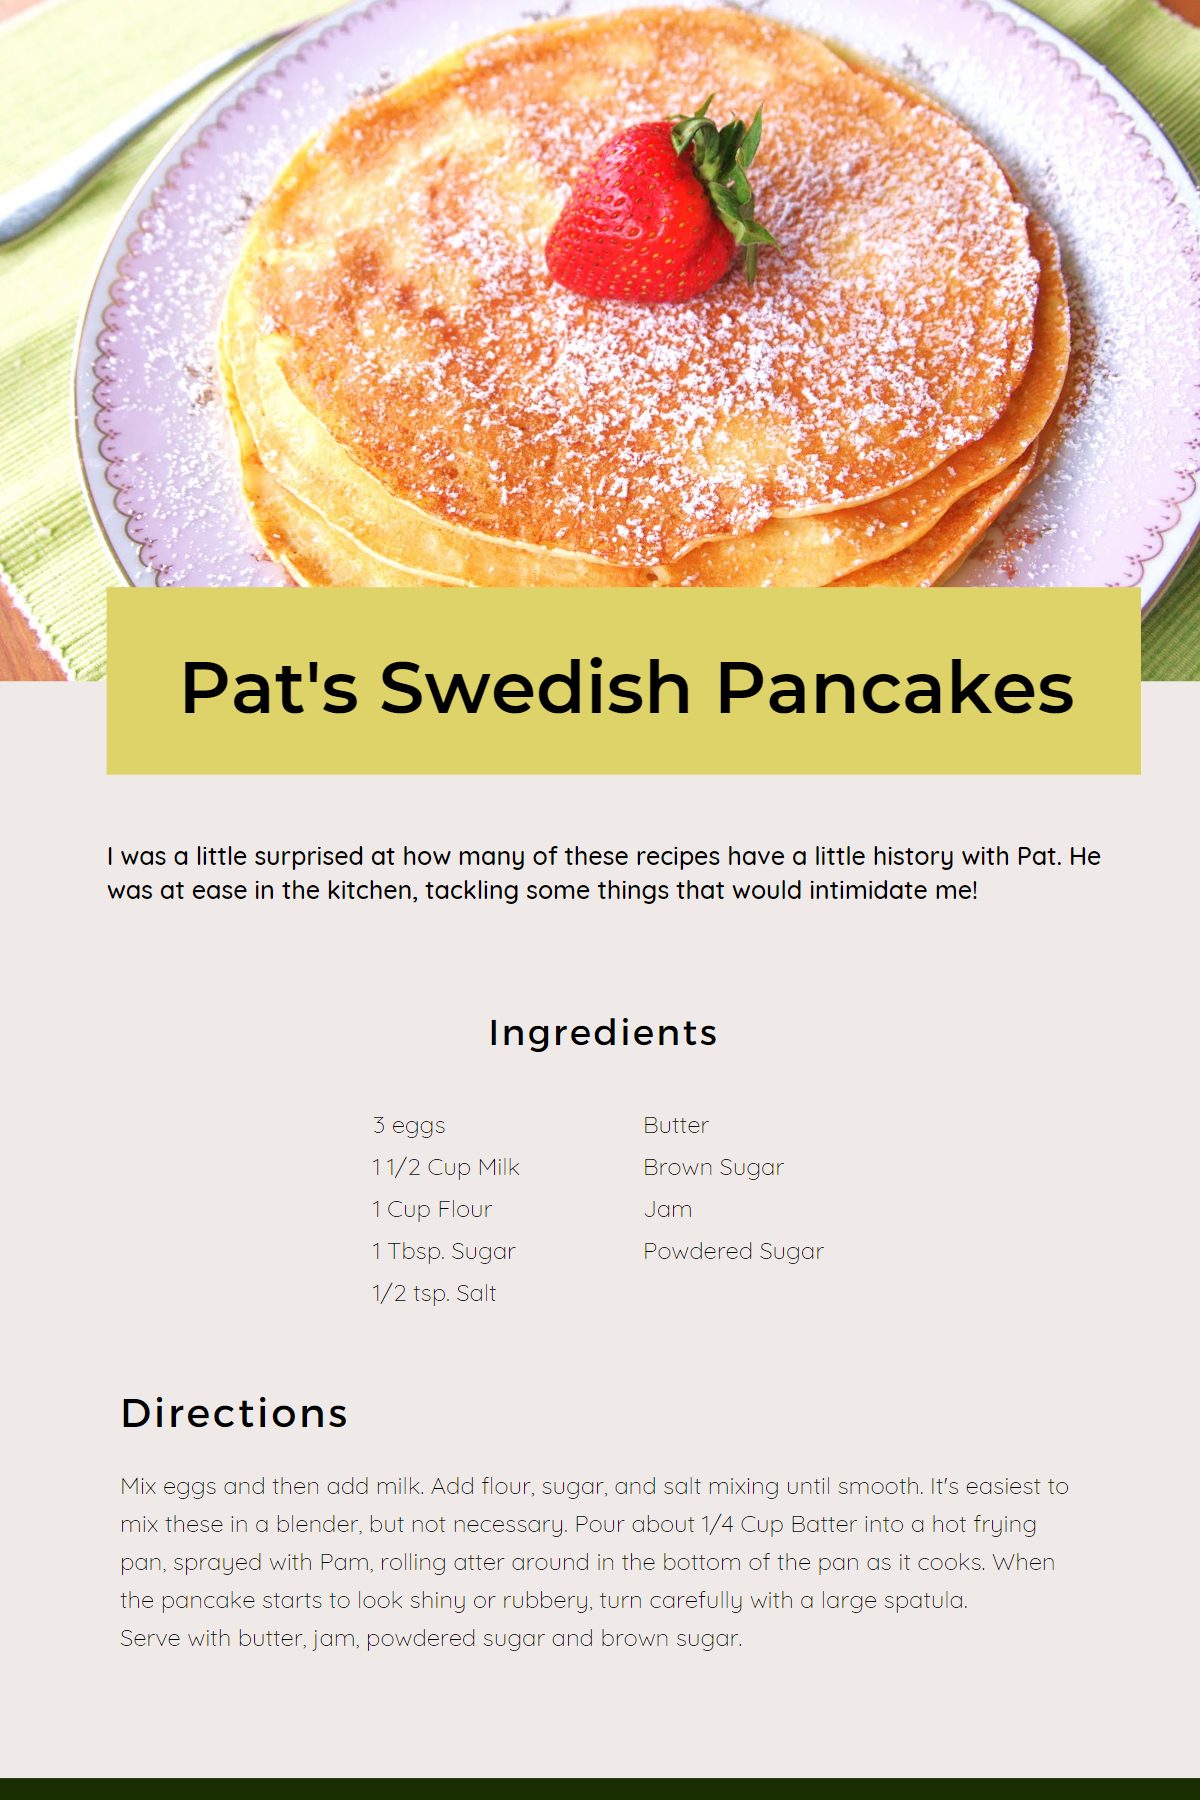 Pat's Swedish Pancakes
I was a little surprised at how many of these recipes have a little history with Pat. He
was at ease in the kitchen, tackling some things that would intimidate me!
Ingredients
3 eggs
1 1/2 Cup Milk
1 Cup Flour
1 Tbsp. Sugar
1/2 tsp. Salt
Butter
Brown Sugar
Jam
Powdered Sugar
Directions
Mix eggs and then add milk. Add flour, sugar, and salt mixing until smooth. It's easiest to
mix these in a blender, but not necessary. Pour about 1/4 Cup Batter into a hot frying
pan, sprayed with Pam, rolling atter around in the bottom of the pan as it cooks. When
the pancake starts to look shiny or rubbery, turn carefully with a large spatula.
Serve with butter, jam, powdered sugar and brown sugar.